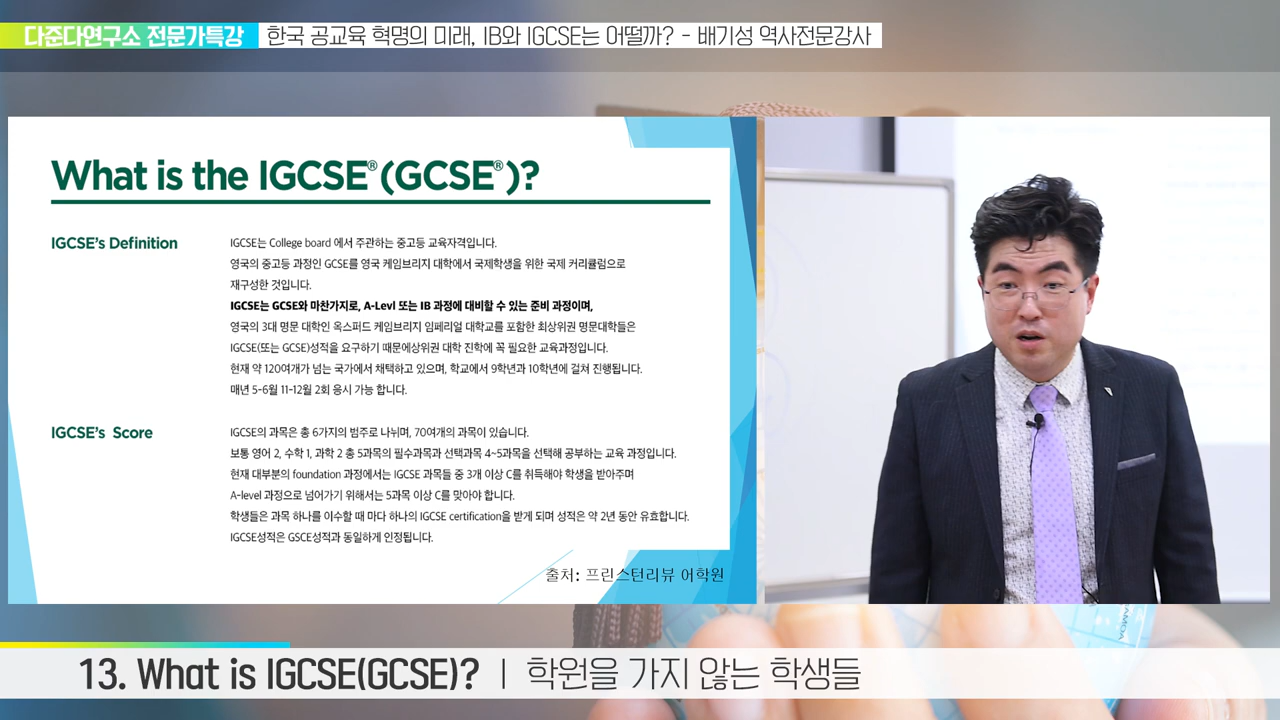 다준다연구소 전문가특강 한국 공교육 혁명의 미래, IB와 IGCSE는 어떨까? - 배기성 역사전문강사
What is the IGCSE®(GCSE®)?
IGCSE's Definition
IGCSE는 College board 에서 주관하는 중고등 교육자격입니다.
영국의 중고등 과정인 GCSE를 영국 케임브리지 대학에서 국제학생을 위한 국제 커리큘럼으로
재구성한 것입니다.
IGCSE는 GCSE와 마찬가지로, A-Levl 또는 IB 과정에 대비할 수 있는 준비 과정이며,
영국의 3대 명문 대학인 옥스퍼드 케임브리지 임페리얼 대학교를 포함한 최상위권 명문대학들은
IGCSE(또는 GCSE)성적을 요구하기 때문에상위권 대학 진학에 꼭 필요한 교육과정입니다.
현재 약 120여개가 넘는 국가에서 채택하고 있으며, 학교에서 9학년과 10학년에 걸쳐 진행됩니다.
매년 5-6월 11-12월 2회 응시 가능 합니다.
IGCSE's Score
IGCSE의 과목은 총 6가지의 범주로 나뉘며, 70여개의 과목이 있습니다.
보통 영어 2, 수학 1, 과학 2 총 5과목의 필수과목과 선택과목 4~5과목을 선택해 공부하는 교육 과정입니다.
현재 대부분의 foundation 과정에서는 IGCSE 과목들 중 3개 이상 C를 취득해야 학생을 받아주며
A-level 과정으로 넘어가기 위해서는 5과목 이상 C를 맞아야 합니다.
학생들은 과목 하나를 이수할 때 마다 하나의 IGCSE certification을 받게 되며 성적은 약 2년 동안 유효합니다.
IGCSE성적은 GSCE성적과 동일하게 인정됩니다.
출처: 프린스턴리뷰 어학원
SAMOA
13. What is IGCSE(GCSE)? | 학원을 가지 않는 학생들